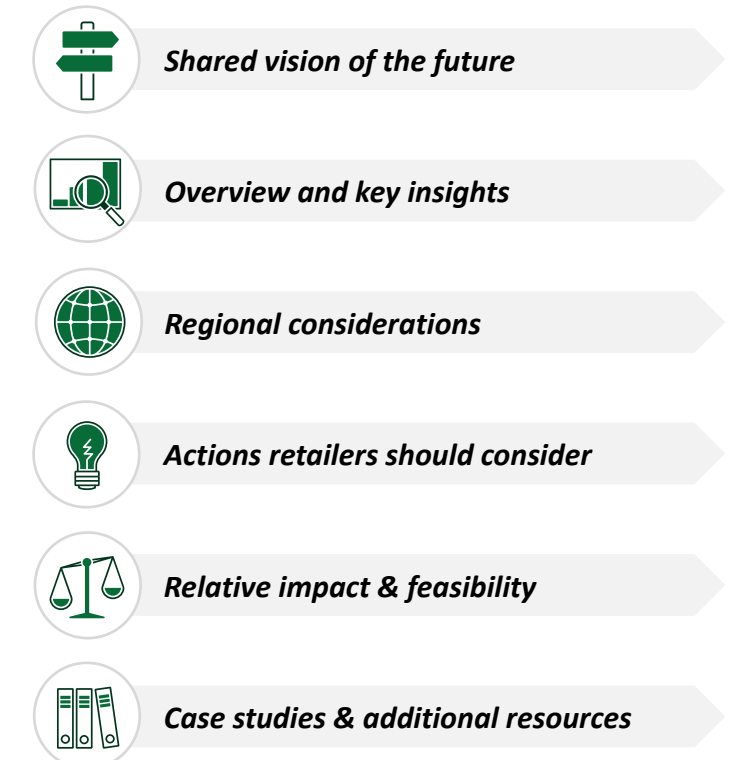 Shared vision of the future
Overview and key insights
Regional considerations
Actions retailers should consider
Relative impact & feasibility
Case studies & additional resources